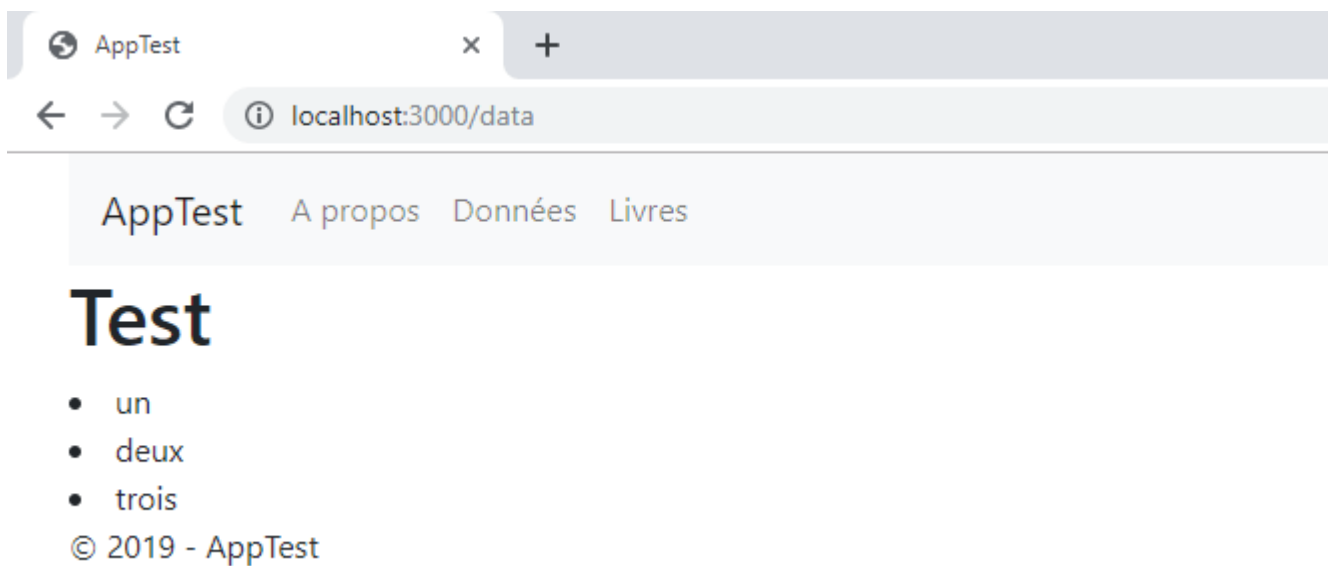 AppTest
localhost:3000/data
AppTest A propos Données Livres
Test
un
deux
trois
© 2019 - AppTest